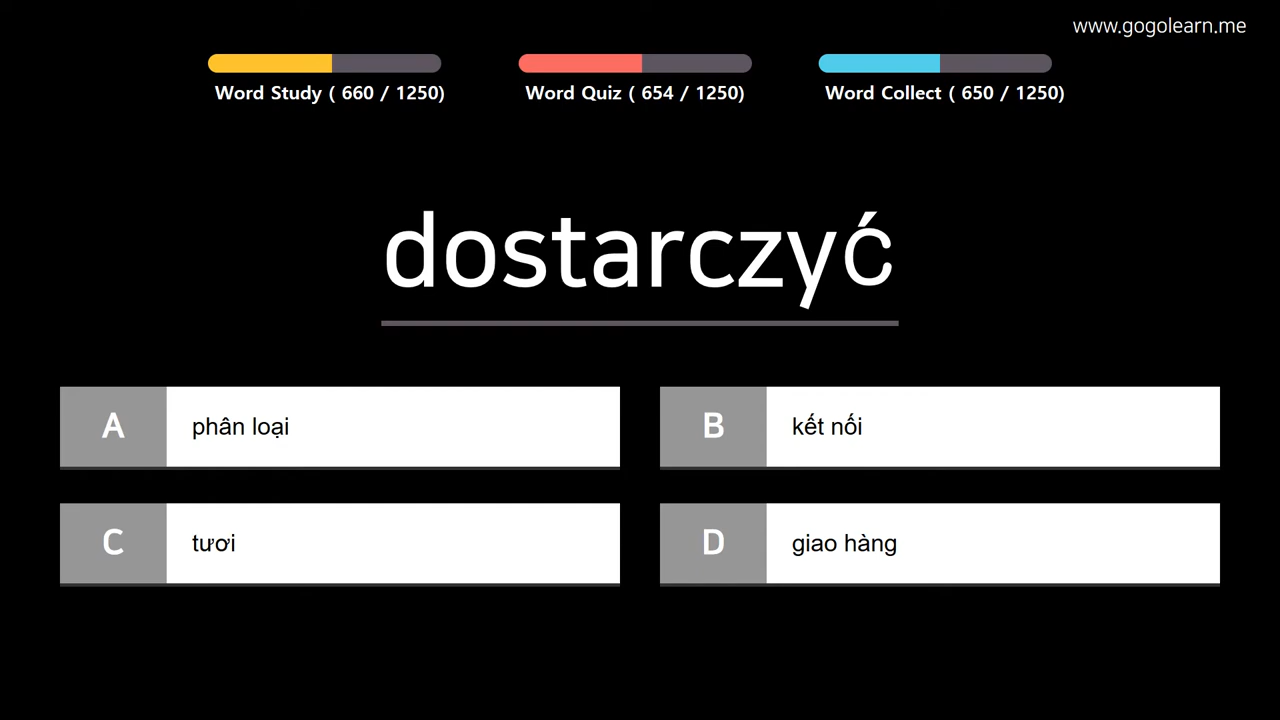 www.gogolearn.me
Word Study ( 660 / 1250)
Word Quiz ( 654 / 1250)
Word Collect ( 650 / 1250)
dostarczyć
A phân loại
B kết nối
C tươi
D giao hàng